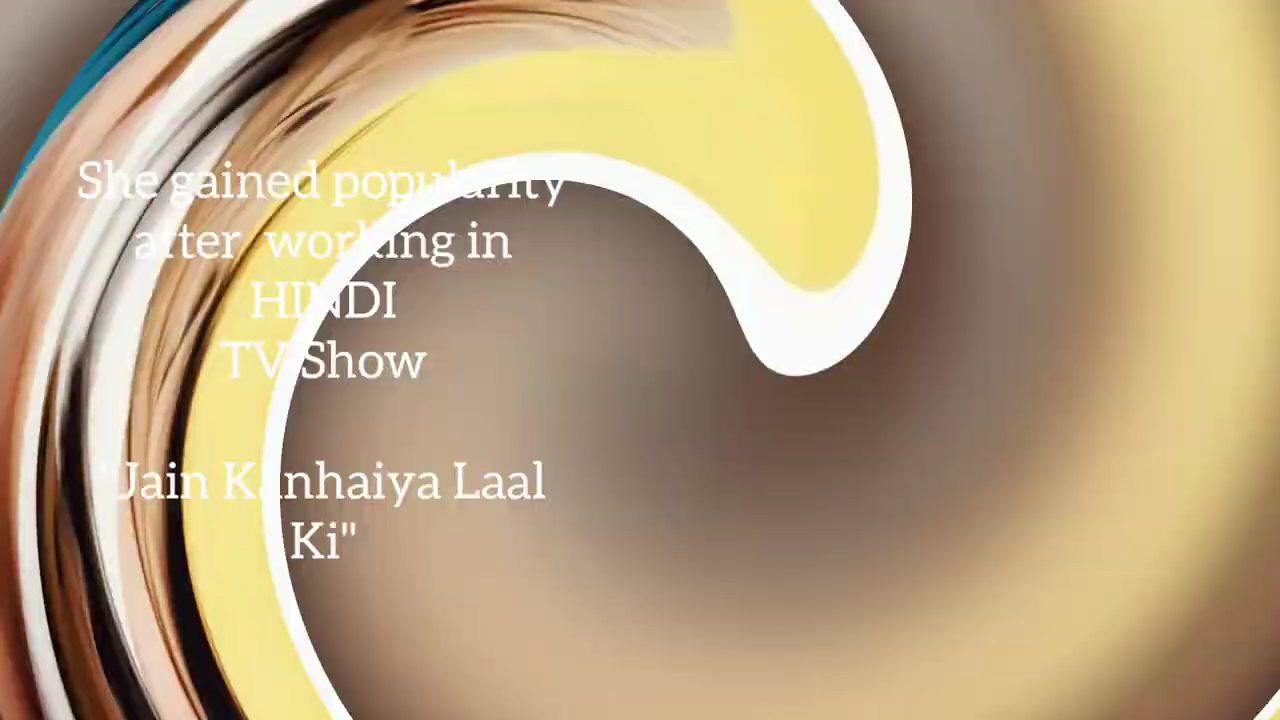 She gained popularity
after working in
HINDI
TV Show
"Jain Kanhaiya Laal
Ki"